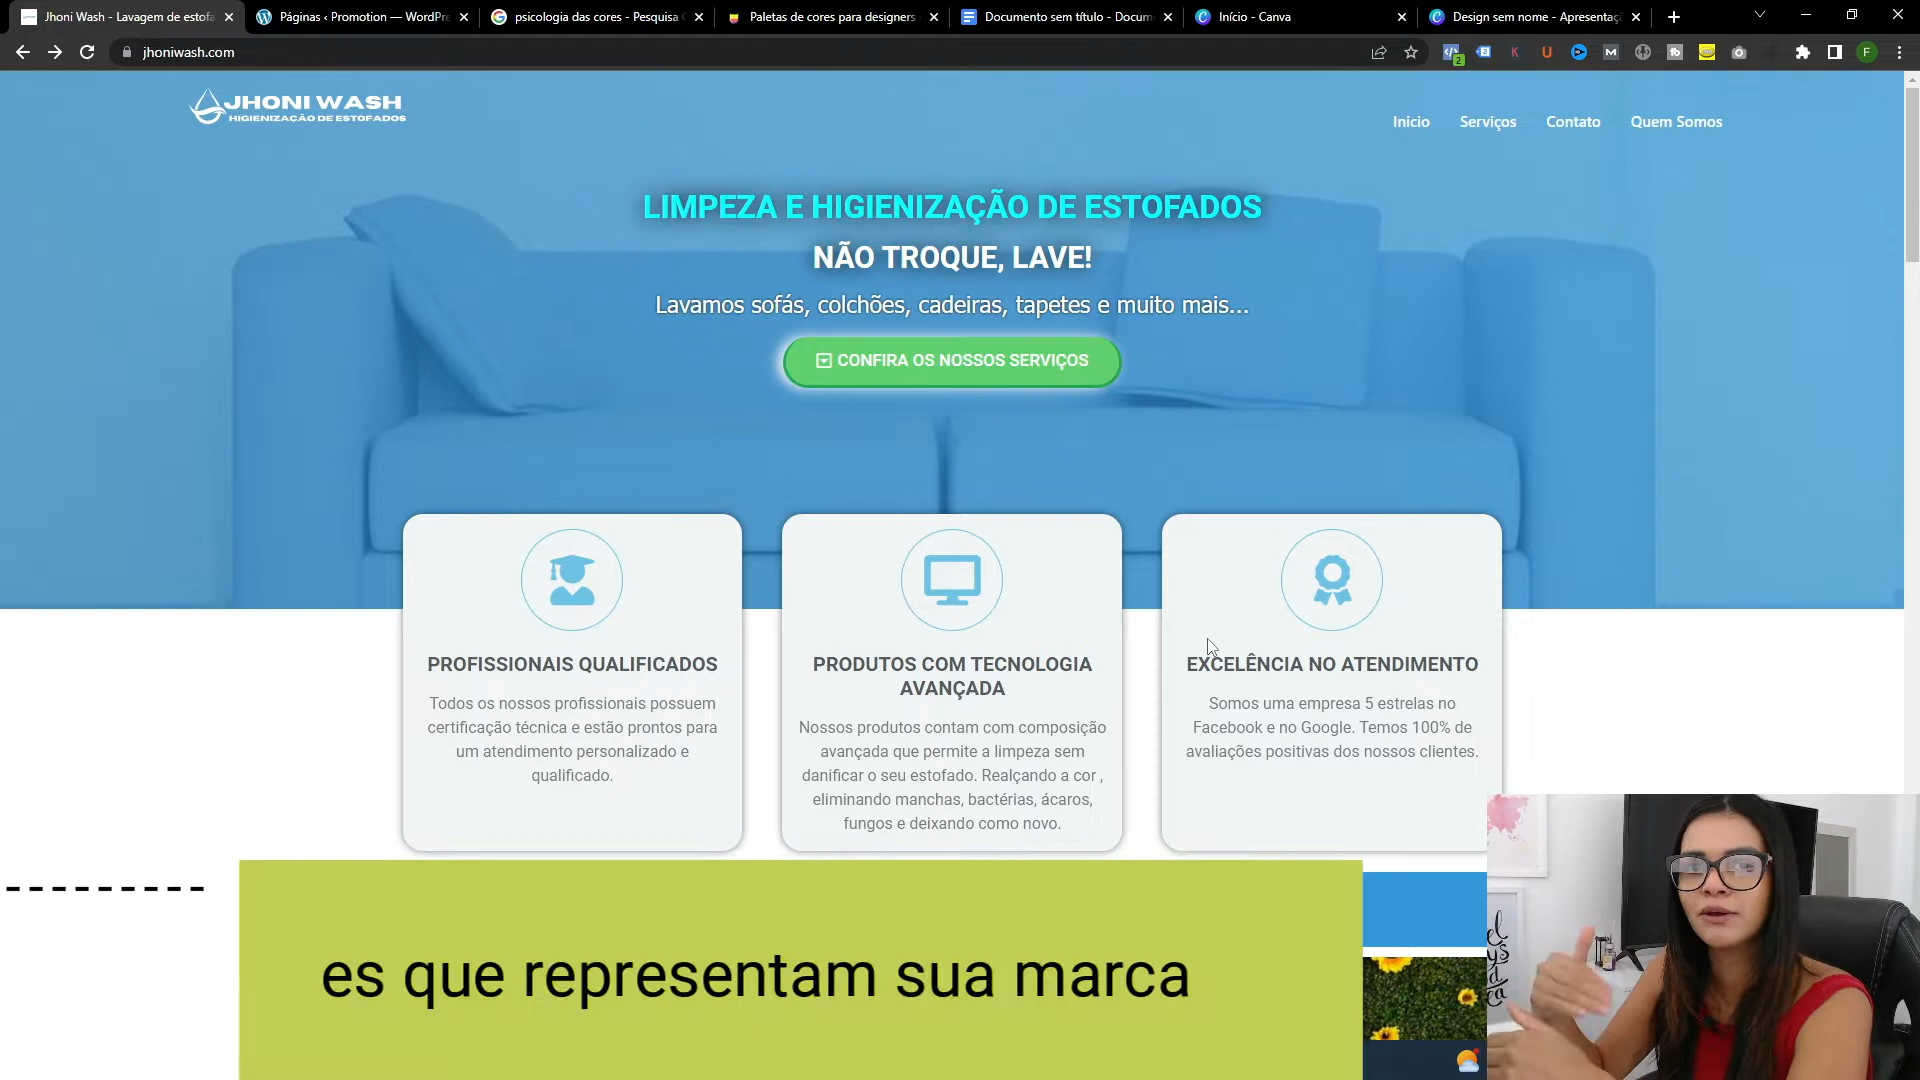 Jhoni Wash - Lavagem de estofa
Páginas ‹ Promotion — WordPre
psicologia das cores - Pesquisa
Paletas de cores para designers
Documento sem título - Docum
Início - Canva
Design sem nome - Apresentaç
jhoniwash.com
2
K
U
M
F
JHONI WASH
HIGIENIZAÇÃO DE ESTOFADOS
Inicio
Serviços
Contato
Quem Somos
LIMPEZA E HIGIENIZAÇÃO DE ESTOFADOS
NÃO TROQUE, LAVE!
Lavamos sofás, colchões, cadeiras, tapetes e muito mais...
CONFIRA OS NOSSOS SERVIÇOS
PROFISSIONAIS QUALIFICADOS
Todos os nossos profissionais possuem
certificação técnica e estão prontos para
um atendimento personalizado e
qualificado.
PRODUTOS COM TECNOLOGIA
AVANÇADA
Nossos produtos contam com composição
avançada que permite a limpeza sem
danificar o seu estofado. Realçando a cor ,
eliminando manchas, bactérias, ácaros,
fungos e deixando como novo.
EXCELÊNCIA NO ATENDIMENTO
Somos uma empresa 5 estrelas no
Facebook e no Google. Temos 100% de
avaliações positivas dos nossos clientes.
es que representam sua marca